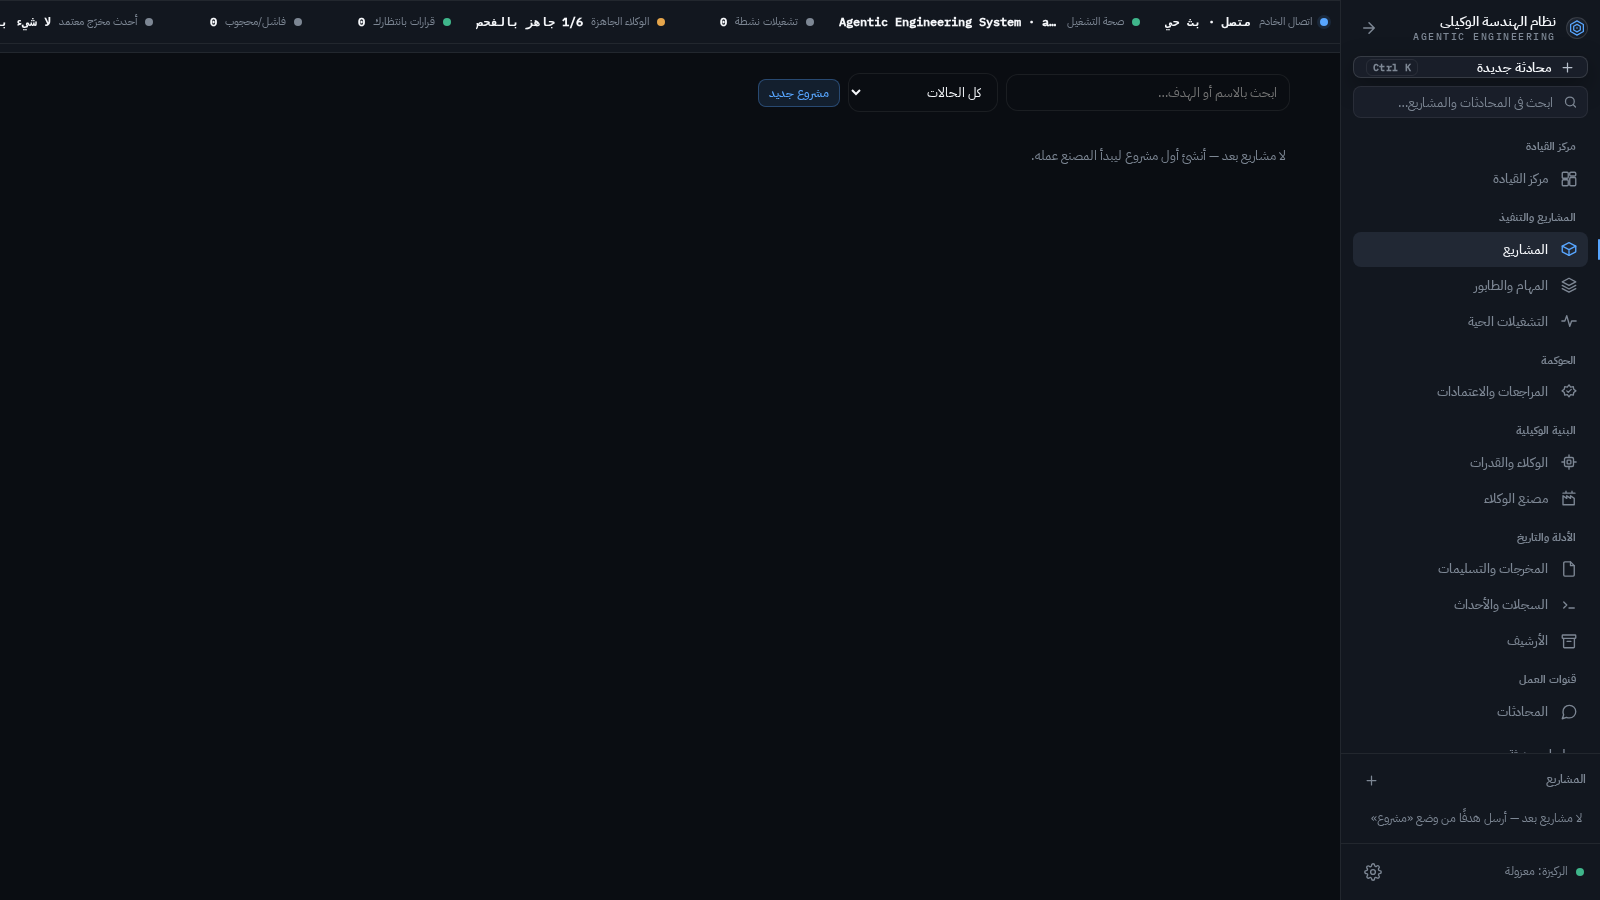 نظام الهندسة الوكيلي
AGENTIC ENGINEERING
محادثة جديدة
Ctrl K
ابحث في المحادثات والمشاريع...
مركز القيادة
مركز القيادة
المشاريع والتنفيذ
المشاريع
المهام والطابور
التشغيلات الحية
الحوكمة
المراجعات والاعتمادات
البنية الوكيلية
الوكلاء والقدرات
مصنع الوكلاء
الأدلة والتاريخ
المخرجات والتسليمات
السجلات والأحداث
الأرشيف
قنوات العمل
المحادثات
المشاريع
لا مشاريع بعد — أرسل هدفًا من وضع «مشروع»
الركيزة: معزولة
اتصال الخادم متصل · بث حي
صحة التشغيل Agentic Engineering System · a…
تشغيلات نشطة 0
الوكلاء الجاهزة 1/6 جاهز بالفحص
قرارات بانتظارك 0
فاشل/محجوب 0
أحدث مخرّج معتمد لا شيء
ابحث بالاسم أو الهدف...
كل الحالات
مشروع جديد
لا مشاريع بعد — أنشئ أول مشروع ليبدأ المصنع عمله.